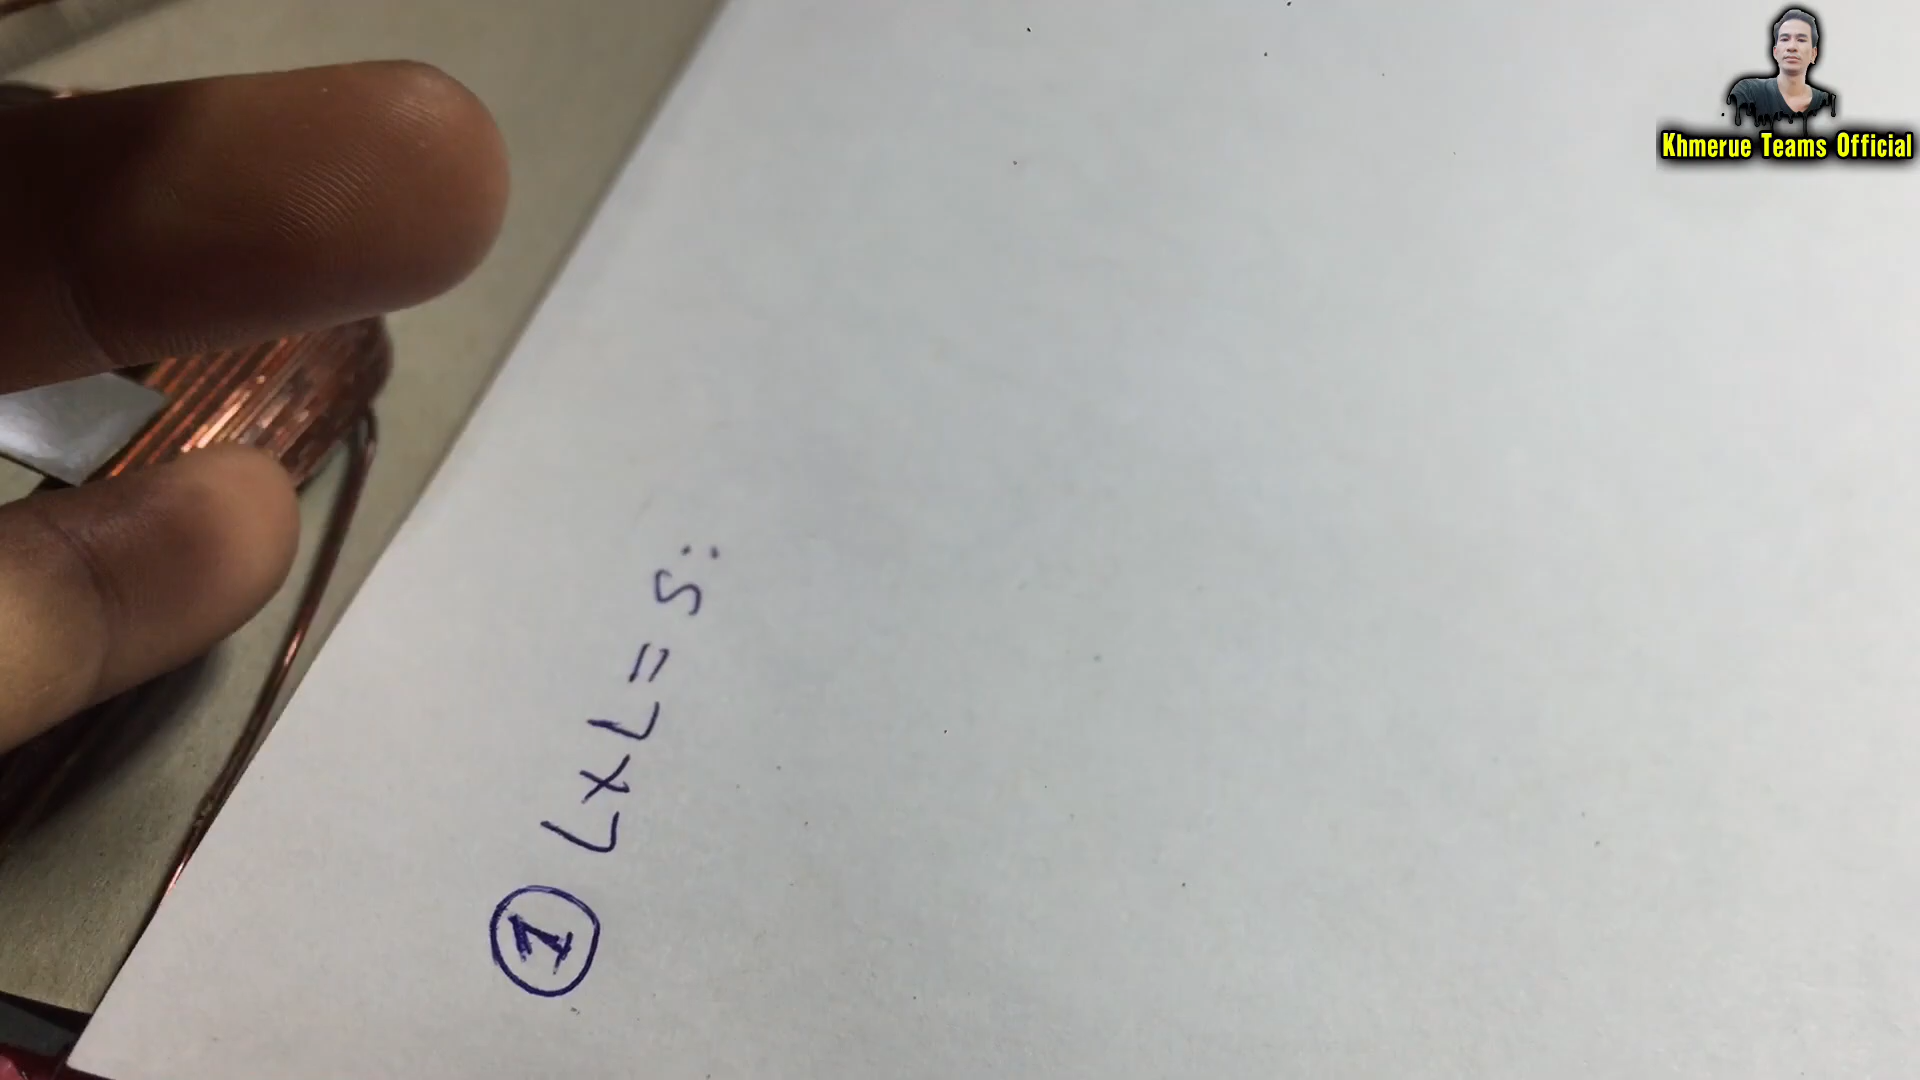 ① L x L = S :
Khmerue Teams Official